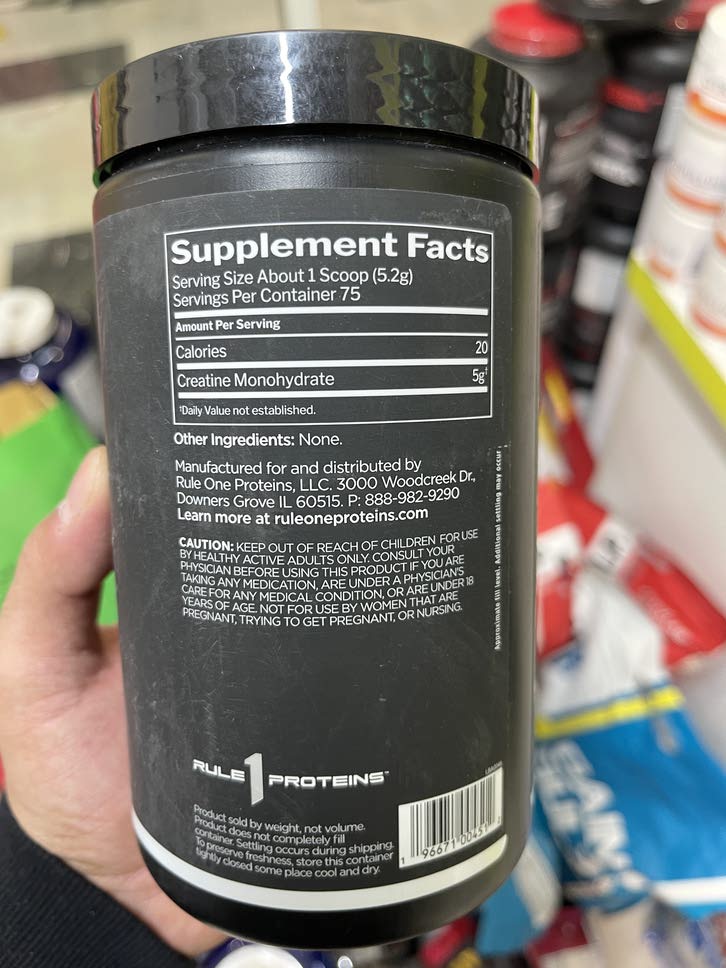 Supplement Facts
Serving Size About 1 Scoop (5.2g)
Servings Per Container 75
Amount Per Serving
Calories 20
Creatine Monohydrate 5g†
†Daily Value not established.
Other Ingredients: None.
Manufactured for and distributed by
Rule One Proteins, LLC. 3000 Woodcreek Dr.,
Downers Grove IL 60515. P: 888-982-9290
Learn more at ruleoneproteins.com
CAUTION: KEEP OUT OF REACH OF CHILDREN. FOR USE
BY HEALTHY ACTIVE ADULTS ONLY. CONSULT YOUR
PHYSICIAN BEFORE USING THIS PRODUCT IF YOU ARE
TAKING ANY MEDICATION, ARE UNDER A PHYSICIAN'S
CARE FOR ANY MEDICAL CONDITION, OR ARE UNDER 18
YEARS OF AGE. NOT FOR USE BY WOMEN THAT ARE
PREGNANT, TRYING TO GET PREGNANT, OR NURSING.
Approximate fill level. Additional settling may occur.
RULE 1 PROTEINS™
Product sold by weight, not volume.
Product does not completely fill
container. Settling occurs during shipping.
To preserve freshness, store this container
tightly closed some place cool and dry.
1 96671 00451 2